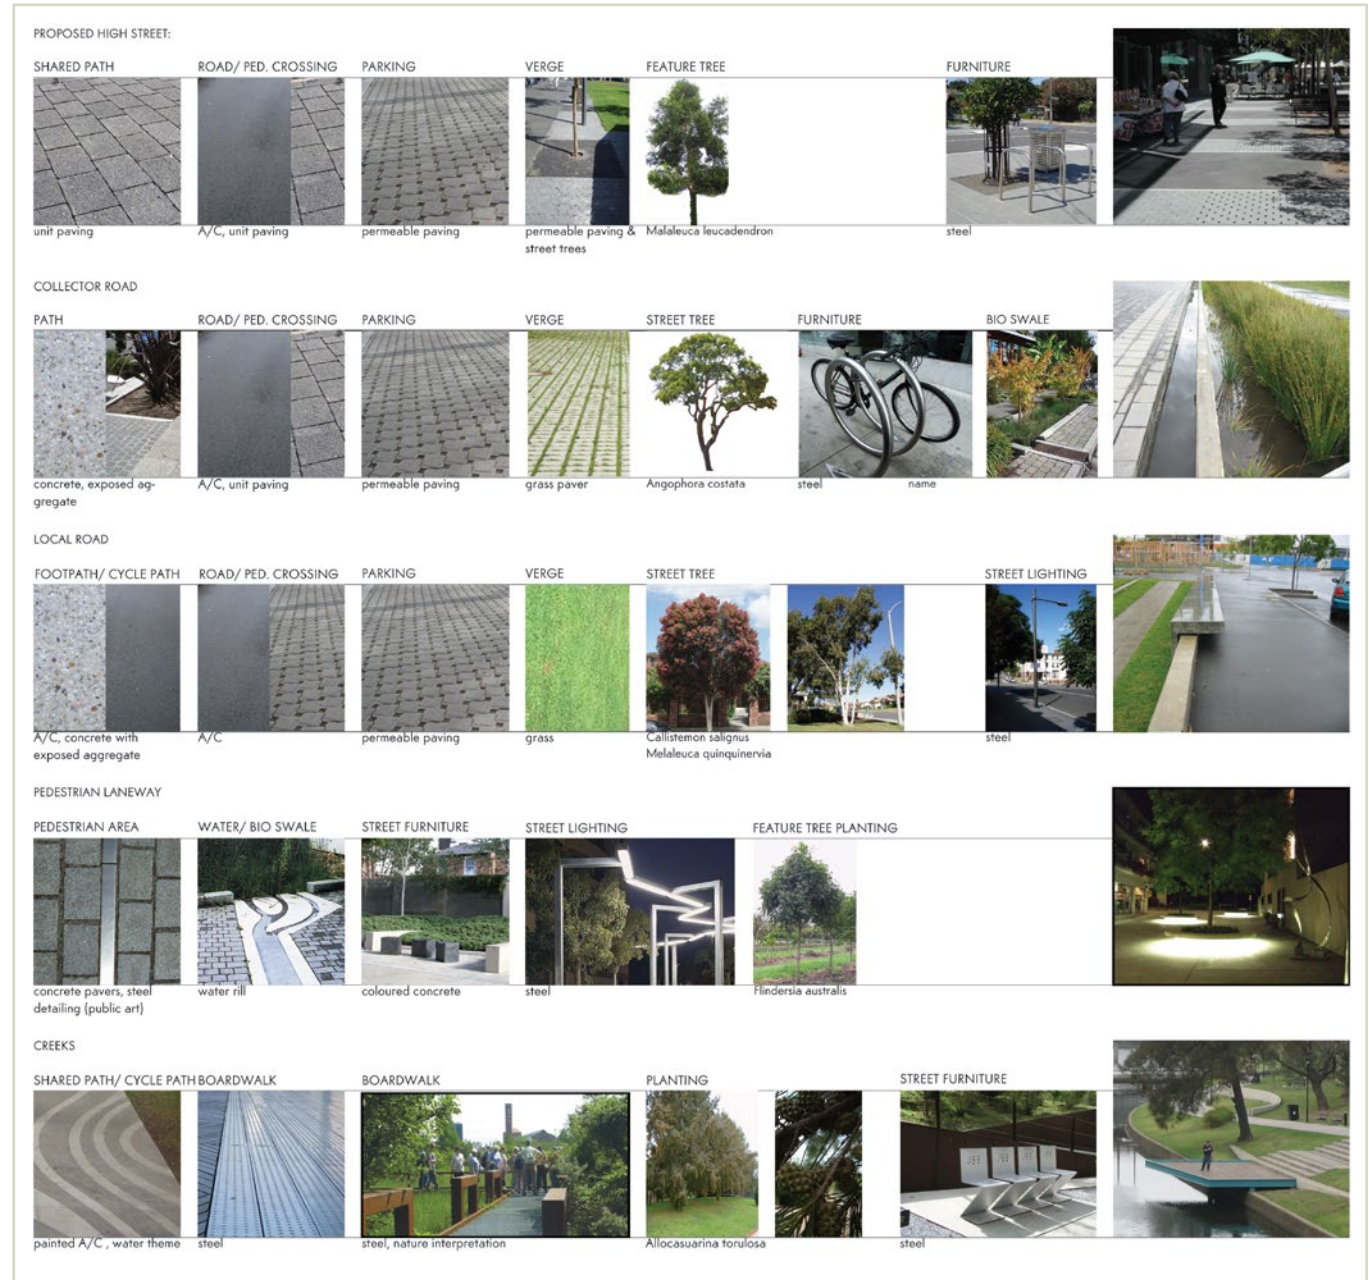 PROPOSED HIGH STREET:
SHARED PATH ROAD/ PED. CROSSING PARKING VERGE FEATURE TREE FURNITURE
unit paving A/C, unit paving permeable paving permeable paving & Malaleuca leucadendron steel
street trees
COLLECTOR ROAD
PATH ROAD/ PED. CROSSING PARKING VERGE STREET TREE FURNITURE BIO SWALE
concrete, exposed ag- A/C, unit paving permeable paving grass paver Angophora costata steel name
gregate
LOCAL ROAD
FOOTPATH/ CYCLE PATH ROAD/ PED. CROSSING PARKING VERGE STREET TREE STREET LIGHTING
A/C, concrete with A/C permeable paving grass Callistemon salignus steel
exposed aggregate Melaleuca quinquinervia
PEDESTRIAN LANEWAY
PEDESTRIAN AREA WATER/ BIO SWALE STREET FURNITURE STREET LIGHTING FEATURE TREE PLANTING
concrete pavers, steel water rill coloured concrete steel Flindersia australis
detailing (public art)
CREEKS
SHARED PATH/ CYCLE PATH BOARDWALK BOARDWALK PLANTING STREET FURNITURE
painted A/C , water theme steel steel, nature interpretation Allocasuarina torulosa steel